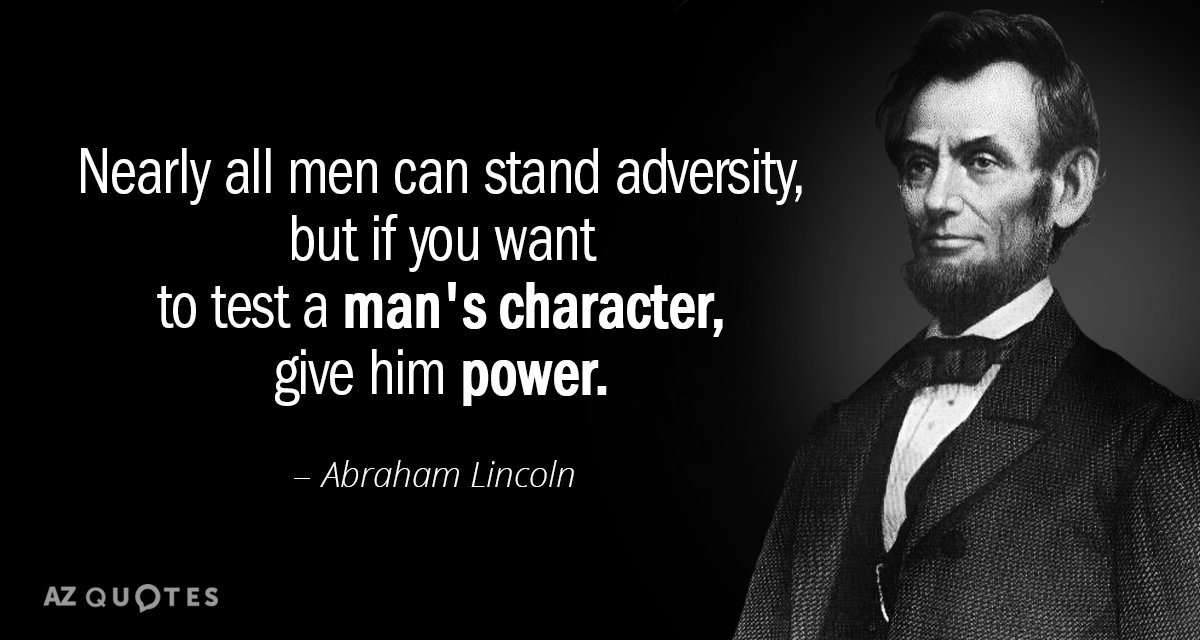 Nearly all men can stand adversity,
but if you want
to test a man's character,
give him power.
– Abraham Lincoln
AZ QUOTES